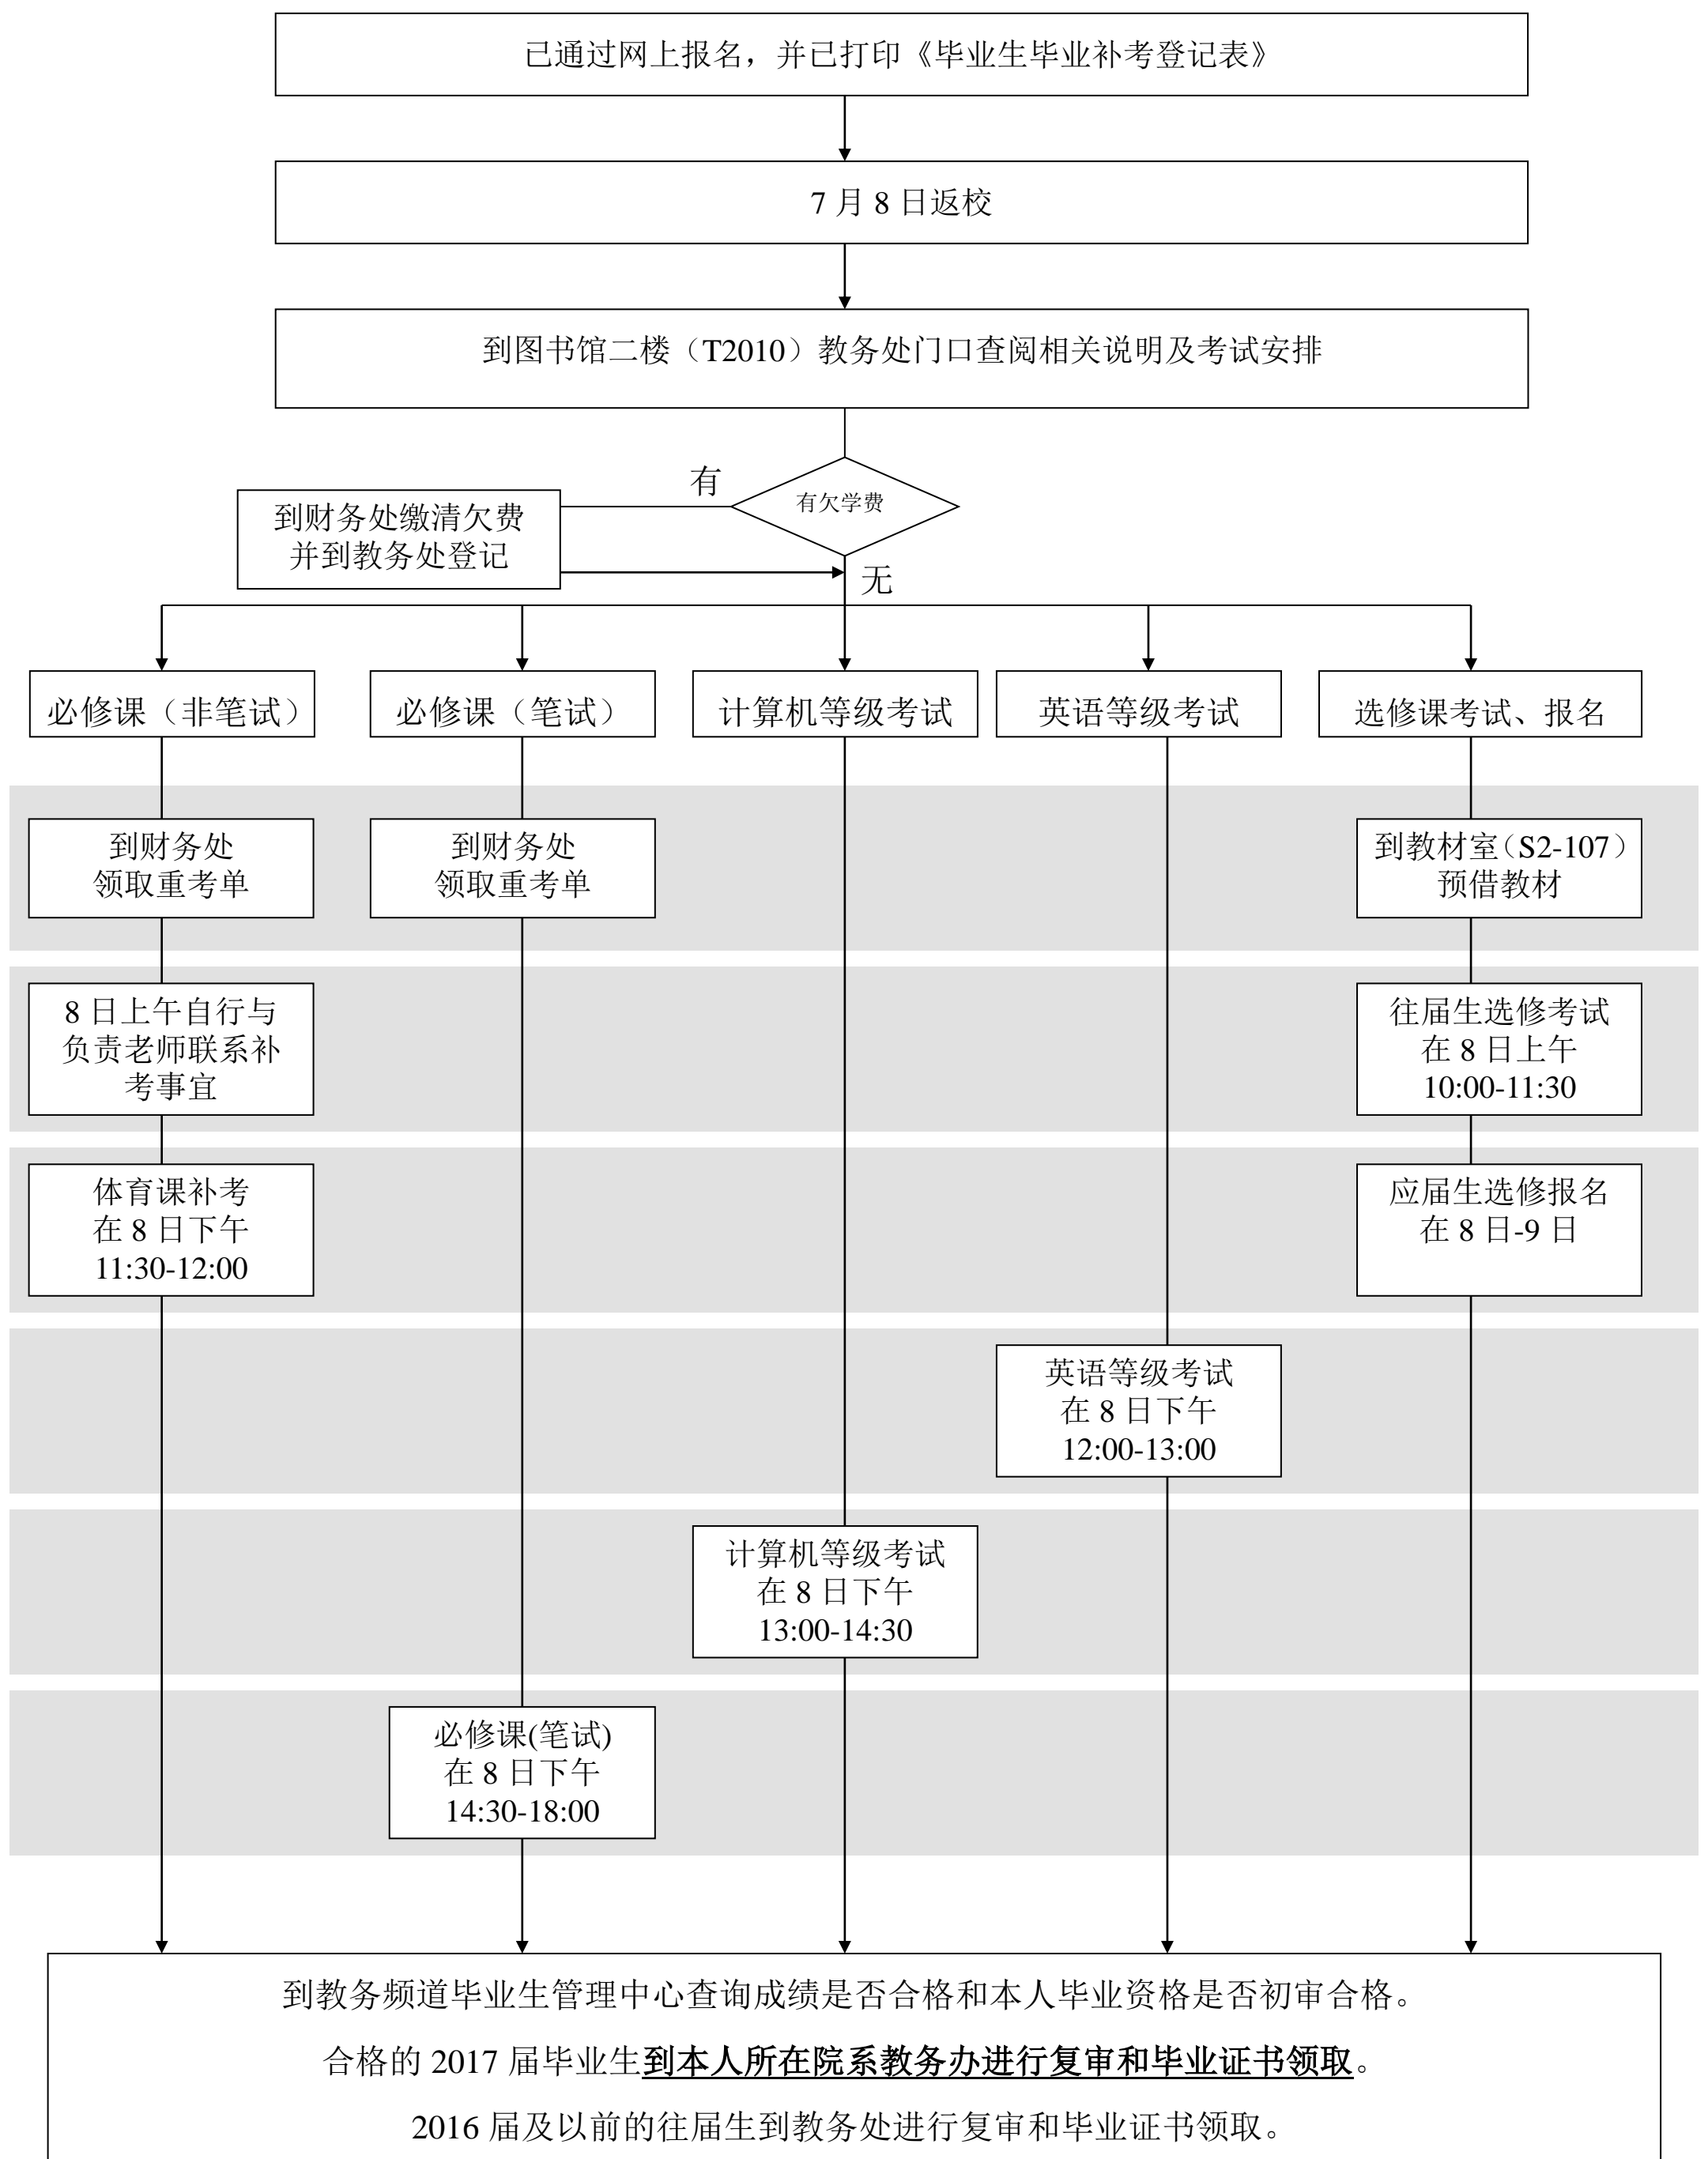 已通过网上报名，并已打印《毕业生毕业补考登记表》
7 月 8 日返校
到图书馆二楼（T2010）教务处门口查阅相关说明及考试安排
有
有欠学费
到财务处缴清欠费
并到教务处登记
无
必修课（非笔试）
必修课（笔试）
计算机等级考试
英语等级考试
选修课考试、报名
到财务处
领取重考单
到财务处
领取重考单
到教材室（S2-107）
预借教材
8 日上午自行与
负责老师联系补
考事宜
往届生选修考试
在 8 日上午
10:00-11:30
体育课补考
在 8 日下午
11:30-12:00
应届生选修报名
在 8 日-9 日
英语等级考试
在 8 日下午
12:00-13:00
计算机等级考试
在 8 日下午
13:00-14:30
必修课(笔试)
在 8 日下午
14:30-18:00
到教务频道毕业生管理中心查询成绩是否合格和本人毕业资格是否初审合格。
合格的 2017 届毕业生到本人所在院系教务办进行复审和毕业证书领取。
2016 届及以前的往届生到教务处进行复审和毕业证书领取。